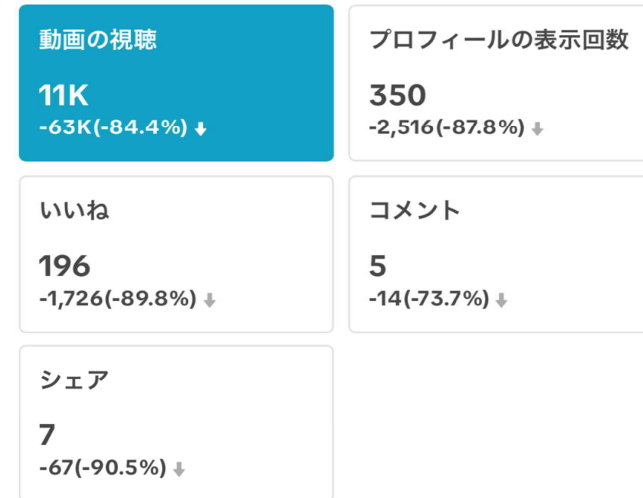 動画の視聴
11K
-63K(-84.4%) ↓
プロフィールの表示回数
350
-2,516(-87.8%) ↓
いいね
196
-1,726(-89.8%) ↓
コメント
5
-14(-73.7%) ↓
シェア
7
-67(-90.5%) ↓